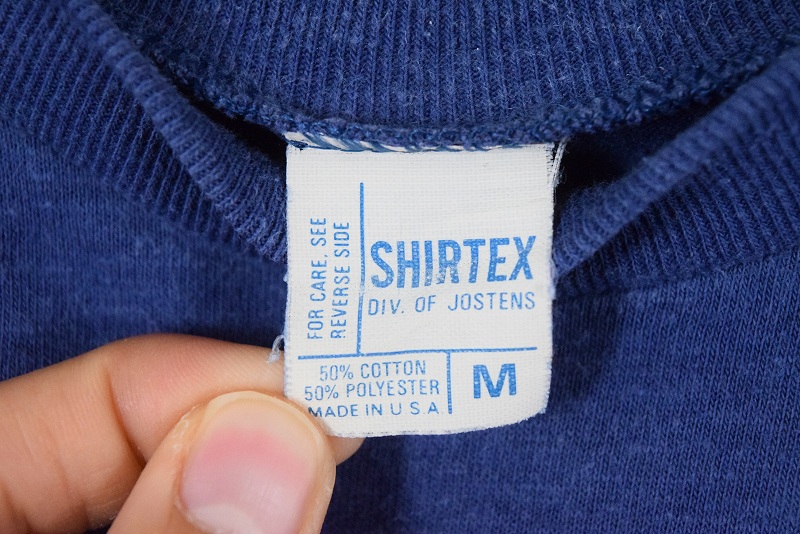 FOR CARE, SEE
REVERSE SIDE
SHIRTEX
DIV. OF JOSTENS
50% COTTON
50% POLYESTER
MADE IN U S A
M